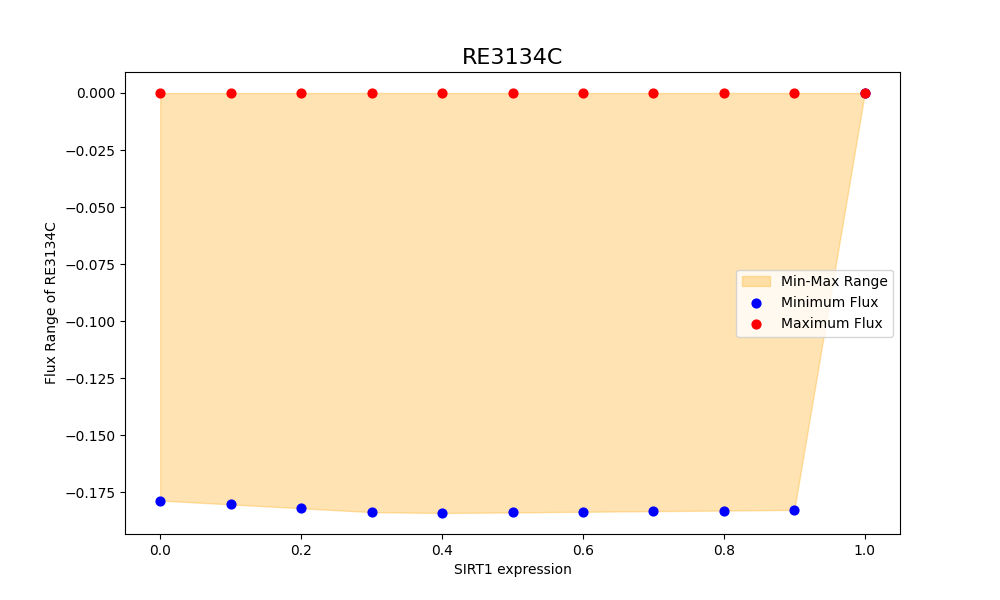 RE3134C
0.000
−0.025
−0.050
−0.075
−0.100
−0.125
−0.150
−0.175
Flux Range of RE3134C
Min-Max Range
Minimum Flux
Maximum Flux
0.0 0.2 0.4 0.6 0.8 1.0
SIRT1 expression